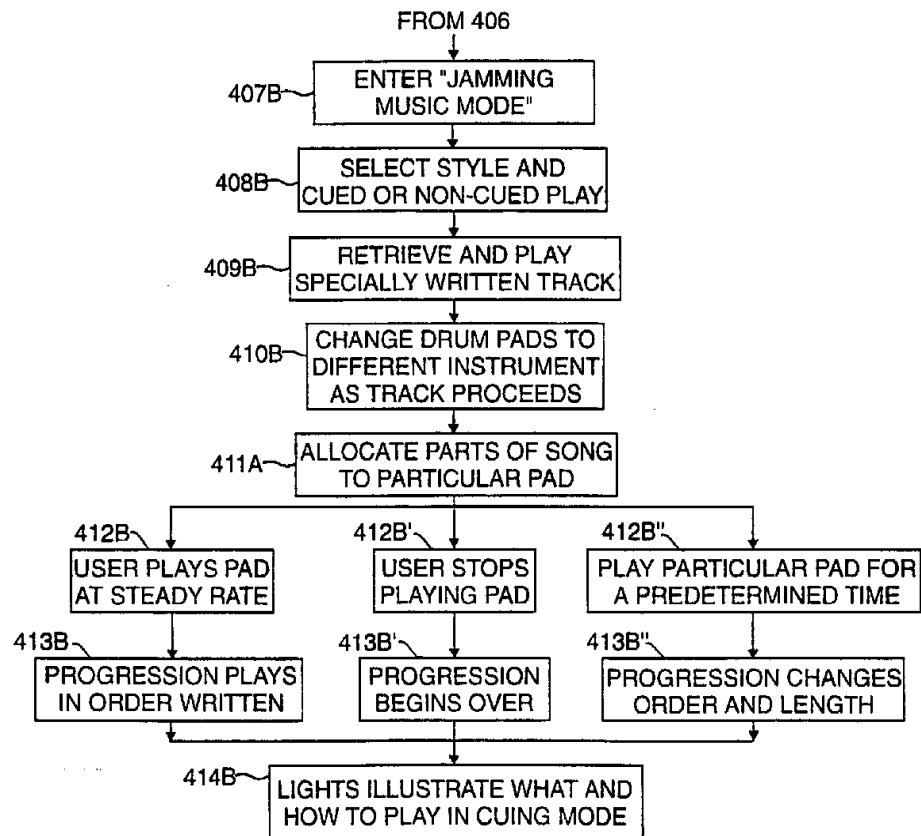 FROM 406
407B
ENTER "JAMMING
MUSIC MODE"
408B
SELECT STYLE AND
CUED OR NON-CUED PLAY
409B
RETRIEVE AND PLAY
SPECIALLY WRITTEN TRACK
410B
CHANGE DRUM PADS TO
DIFFERENT INSTRUMENT
AS TRACK PROCEEDS
411A
ALLOCATE PARTS OF SONG
TO PARTICULAR PAD
412B
USER PLAYS PAD
AT STEADY RATE
412B'
USER STOPS
PLAYING PAD
412B"
PLAY PARTICULAR PAD FOR
A PREDETERMINED TIME
413B
PROGRESSION PLAYS
IN ORDER WRITTEN
413B'
PROGRESSION
BEGINS OVER
413B"
PROGRESSION CHANGES
ORDER AND LENGTH
414B
LIGHTS ILLUSTRATE WHAT AND
HOW TO PLAY IN CUING MODE